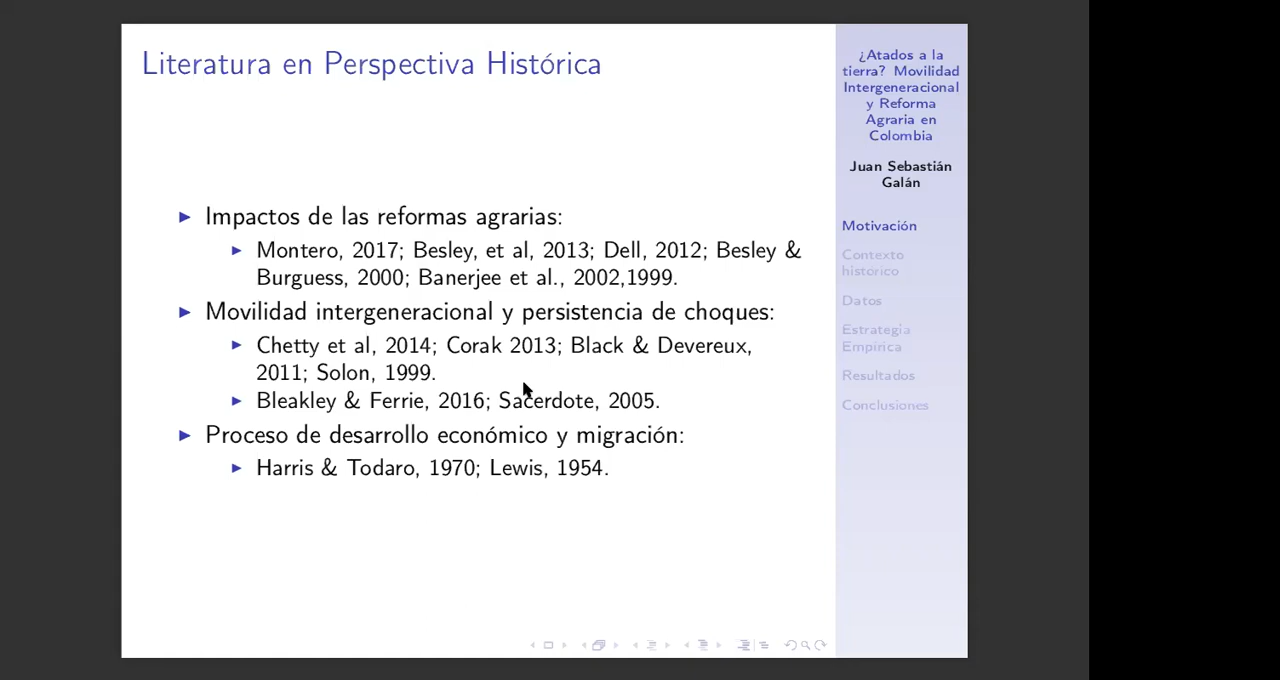 Literatura en Perspectiva Histórica
Impactos de las reformas agrarias:
Montero, 2017; Besley, et al, 2013; Dell, 2012; Besley &
Burguess, 2000; Banerjee et al., 2002,1999.
Movilidad intergeneracional y persistencia de choques:
Chetty et al, 2014; Corak 2013; Black & Devereux,
2011; Solon, 1999.
Bleakley & Ferrie, 2016; Sacerdote, 2005.
Proceso de desarrollo económico y migración:
Harris & Todaro, 1970; Lewis, 1954.
¿Atados a la
tierra? Movilidad
Intergeneracional
y Reforma
Agraria en
Colombia
Juan Sebastián
Galán
Motivación
Contexto
histórico
Datos
Estrategia
Empírica
Resultados
Conclusiones